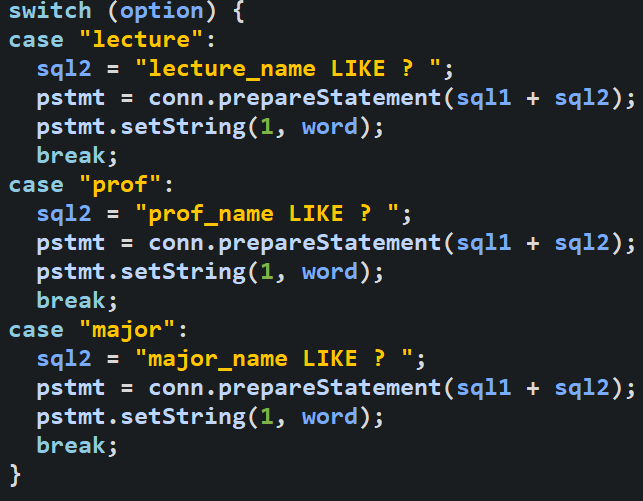 switch (option) {
case "lecture":
  sql2 = "lecture_name LIKE ? ";
  pstmt = conn.prepareStatement(sql1 + sql2);
  pstmt.setString(1, word);
  break;
case "prof":
  sql2 = "prof_name LIKE ? ";
  pstmt = conn.prepareStatement(sql1 + sql2);
  pstmt.setString(1, word);
  break;
case "major":
  sql2 = "major_name LIKE ? ";
  pstmt = conn.prepareStatement(sql1 + sql2);
  pstmt.setString(1, word);
  break;
}